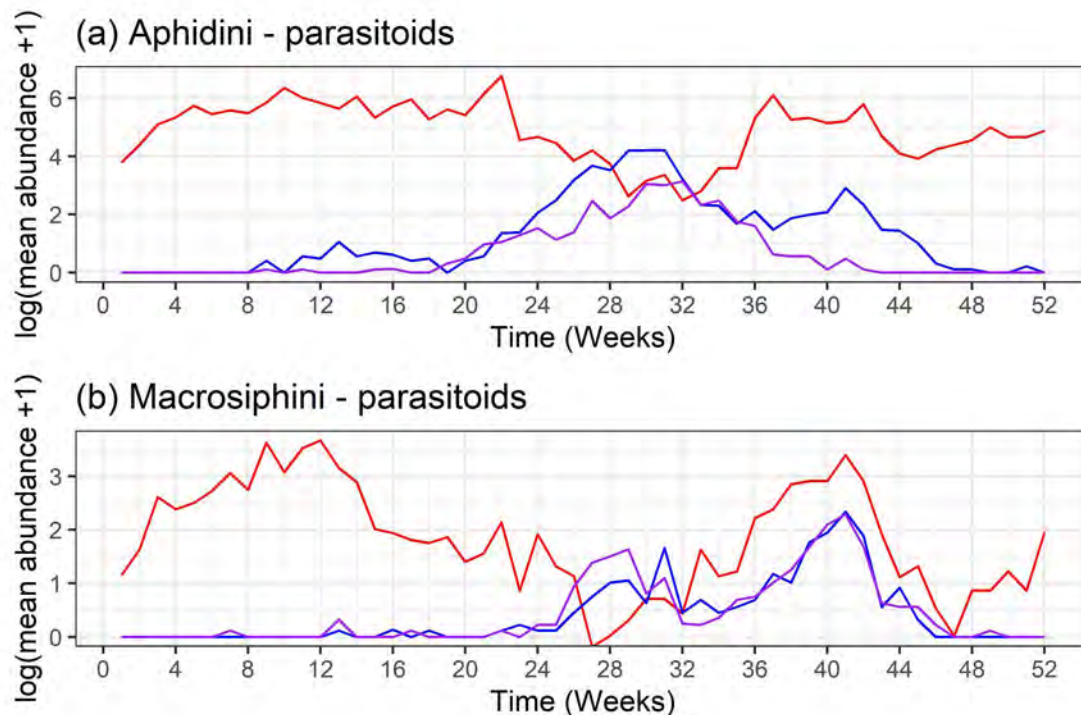 (a) Aphidini - parasitoids
log(mean abundance +1)
6
4
2
0
0 4 8 12 16 20 24 28 32 36 40 44 48 52
Time (Weeks)
(b) Macrosiphini - parasitoids
log(mean abundance +1)
3
2
1
0
0 4 8 12 16 20 24 28 32 36 40 44 48 52
Time (Weeks)